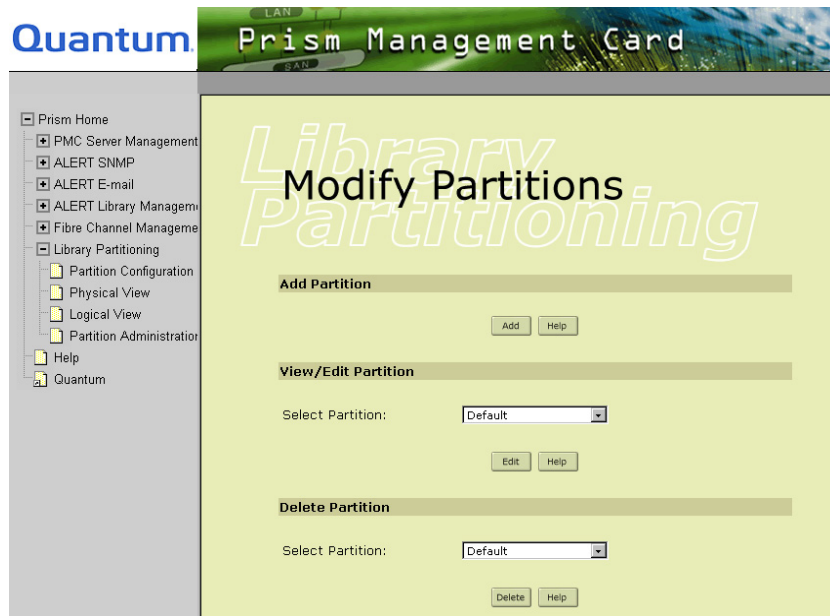 LAN
Quantum.
Prism Management Card
SAN
Prism Home
PMC Server Management
ALERT SNMP
ALERT E-mail
ALERT Library Managem
Fibre Channel Manageme
Library Partitioning
Partition Configuration
Physical View
Logical View
Partition Administration
Help
Quantum
Library
Partitioning
Modify Partitions
Add Partition
Add Help
View/Edit Partition
Select Partition: Default
Edit Help
Delete Partition
Select Partition: Default
Delete Help